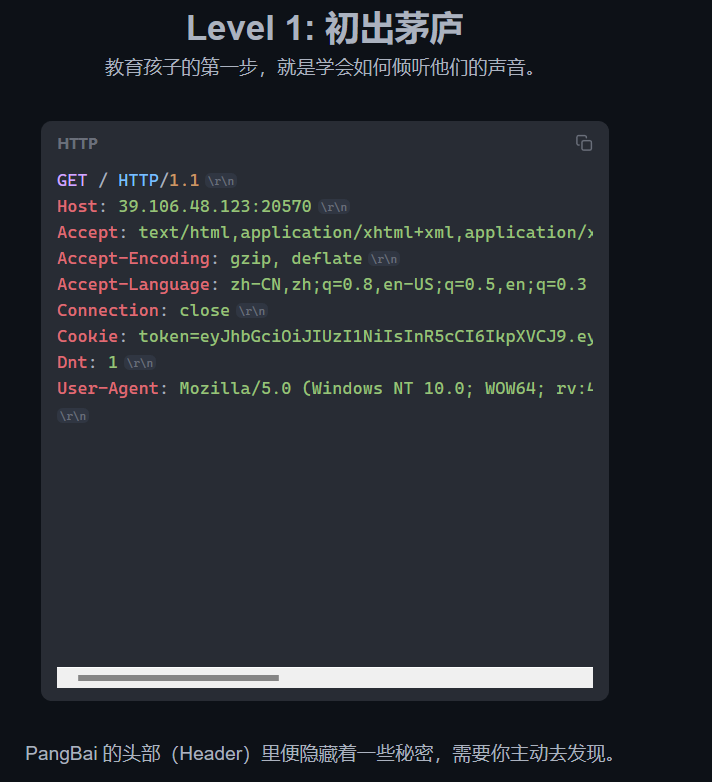 Level 1: 初出茅庐
教育孩子的第一步，就是学会如何倾听他们的声音。
HTTP
GET / HTTP/1.1 \r\n
Host: 39.106.48.123:20570 \r\n
Accept: text/html,application/xhtml+xml,application/x
Accept-Encoding: gzip, deflate \r\n
Accept-Language: zh-CN,zh;q=0.8,en-US;q=0.5,en;q=0.3
Connection: close \r\n
Cookie: token=eyJhbGciOiJIUzI1NiIsInR5cCI6IkpXVCJ9.ey
Dnt: 1 \r\n
User-Agent: Mozilla/5.0 (Windows NT 10.0; WOW64; rv:
\r\n
PangBai 的头部（Header）里便隐藏着一些秘密，需要你主动去发现。